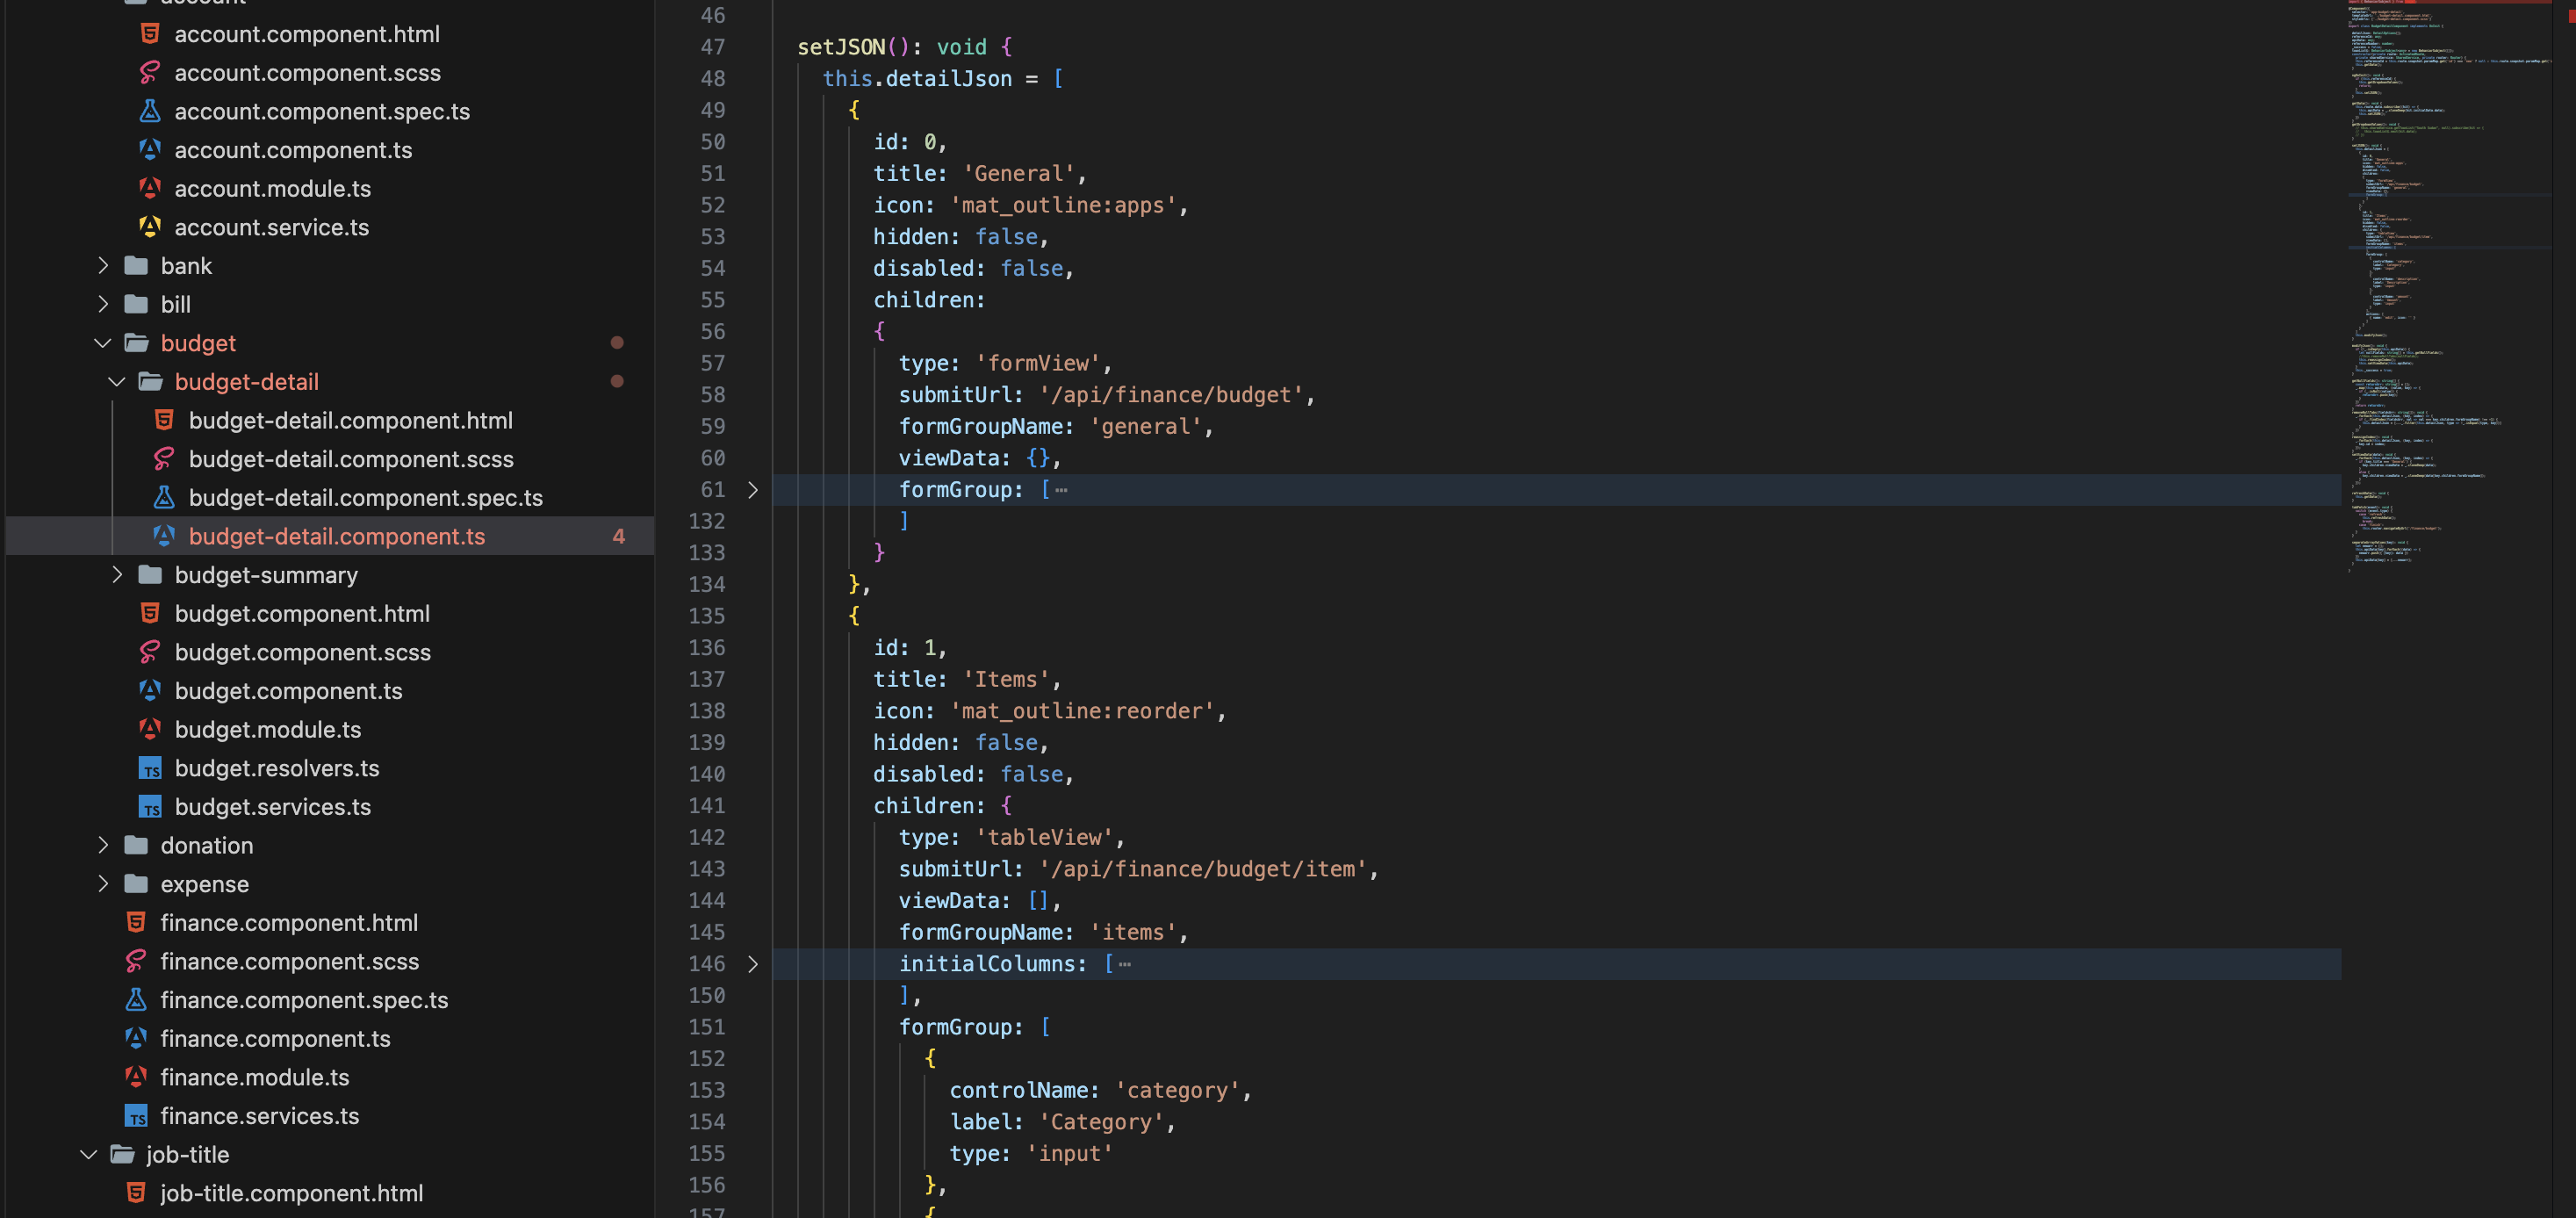 account
account.component.html
account.component.scss
account.component.spec.ts
account.component.ts
account.module.ts
account.service.ts
bank
bill
budget
budget-detail
budget-detail.component.html
budget-detail.component.scss
budget-detail.component.spec.ts
budget-detail.component.ts 4
budget-summary
budget.component.html
budget.component.scss
budget.component.ts
budget.module.ts
budget.resolvers.ts
budget.services.ts
donation
expense
finance.component.html
finance.component.scss
finance.component.spec.ts
finance.component.ts
finance.module.ts
finance.services.ts
job-title
job-title.component.html
46
47 setJSON(): void {
48 this.detailJson = [
49 {
50 id: 0,
51 title: 'General',
52 icon: 'mat_outline:apps',
53 hidden: false,
54 disabled: false,
55 children:
56 {
57 type: 'formView',
58 submitUrl: '/api/finance/budget',
59 formGroupName: 'general',
60 viewData: {},
61 formGroup: [⋯
132 ]
133 }
134 },
135 {
136 id: 1,
137 title: 'Items',
138 icon: 'mat_outline:reorder',
139 hidden: false,
140 disabled: false,
141 children: {
142 type: 'tableView',
143 submitUrl: '/api/finance/budget/item',
144 viewData: [],
145 formGroupName: 'items',
146 initialColumns: [⋯
150 ],
151 formGroup: [
152 {
153 controlName: 'category',
154 label: 'Category',
155 type: 'input'
156 },
157 {